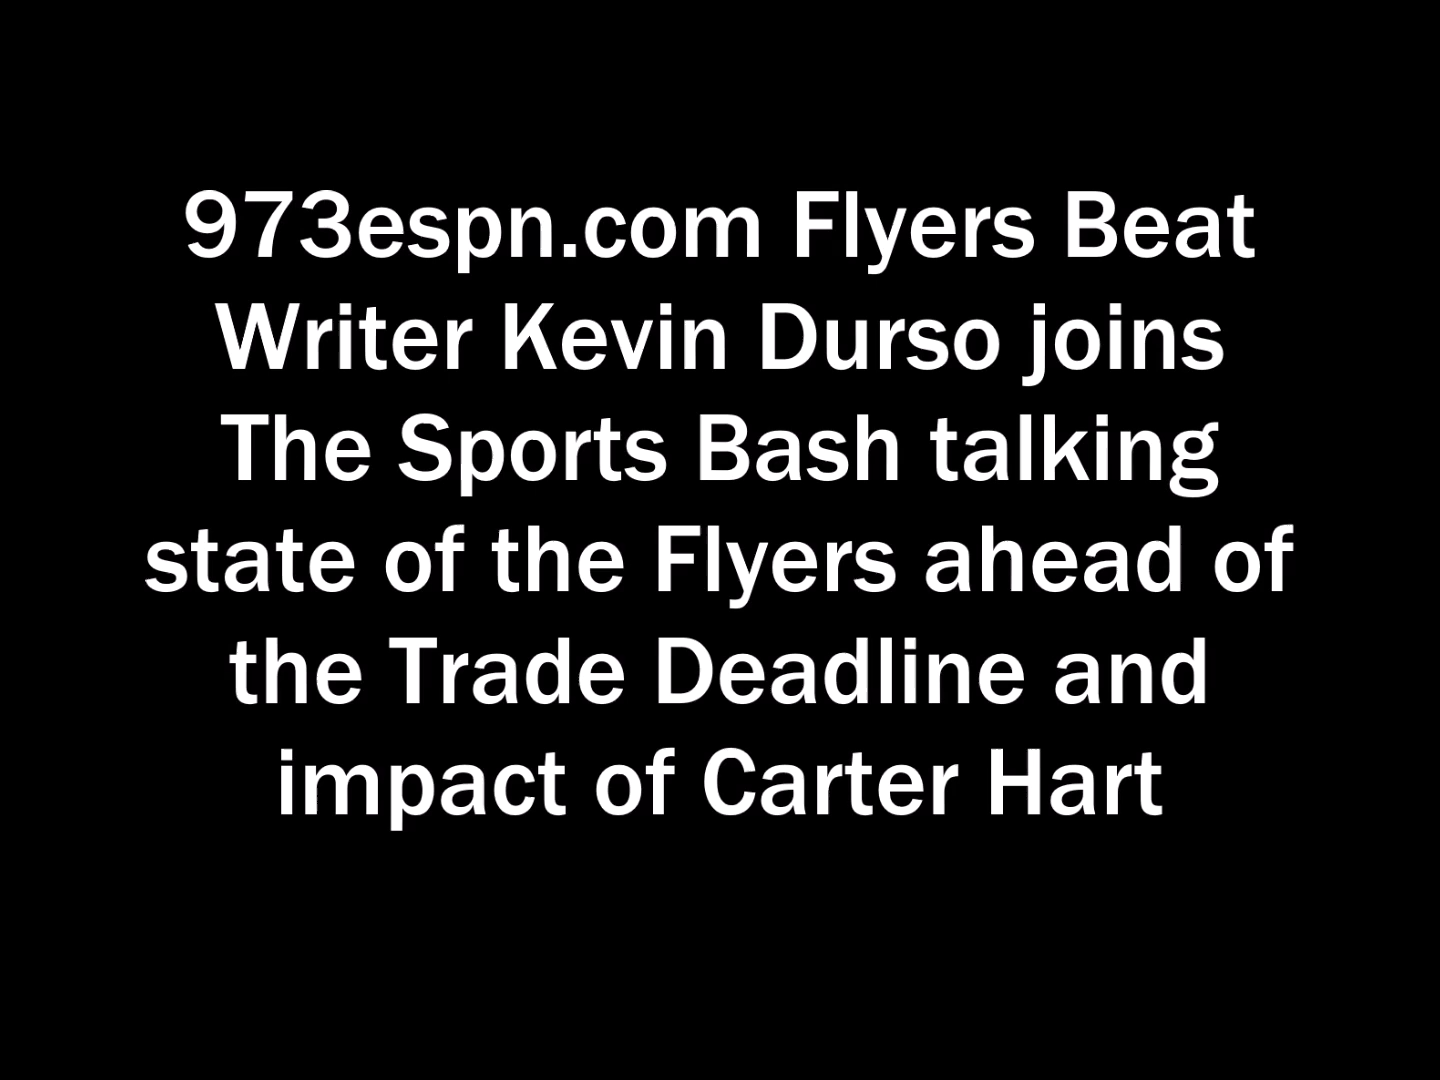 973espn.com Flyers Beat
Writer Kevin Durso joins
The Sports Bash talking
state of the Flyers ahead of
the Trade Deadline and
impact of Carter Hart